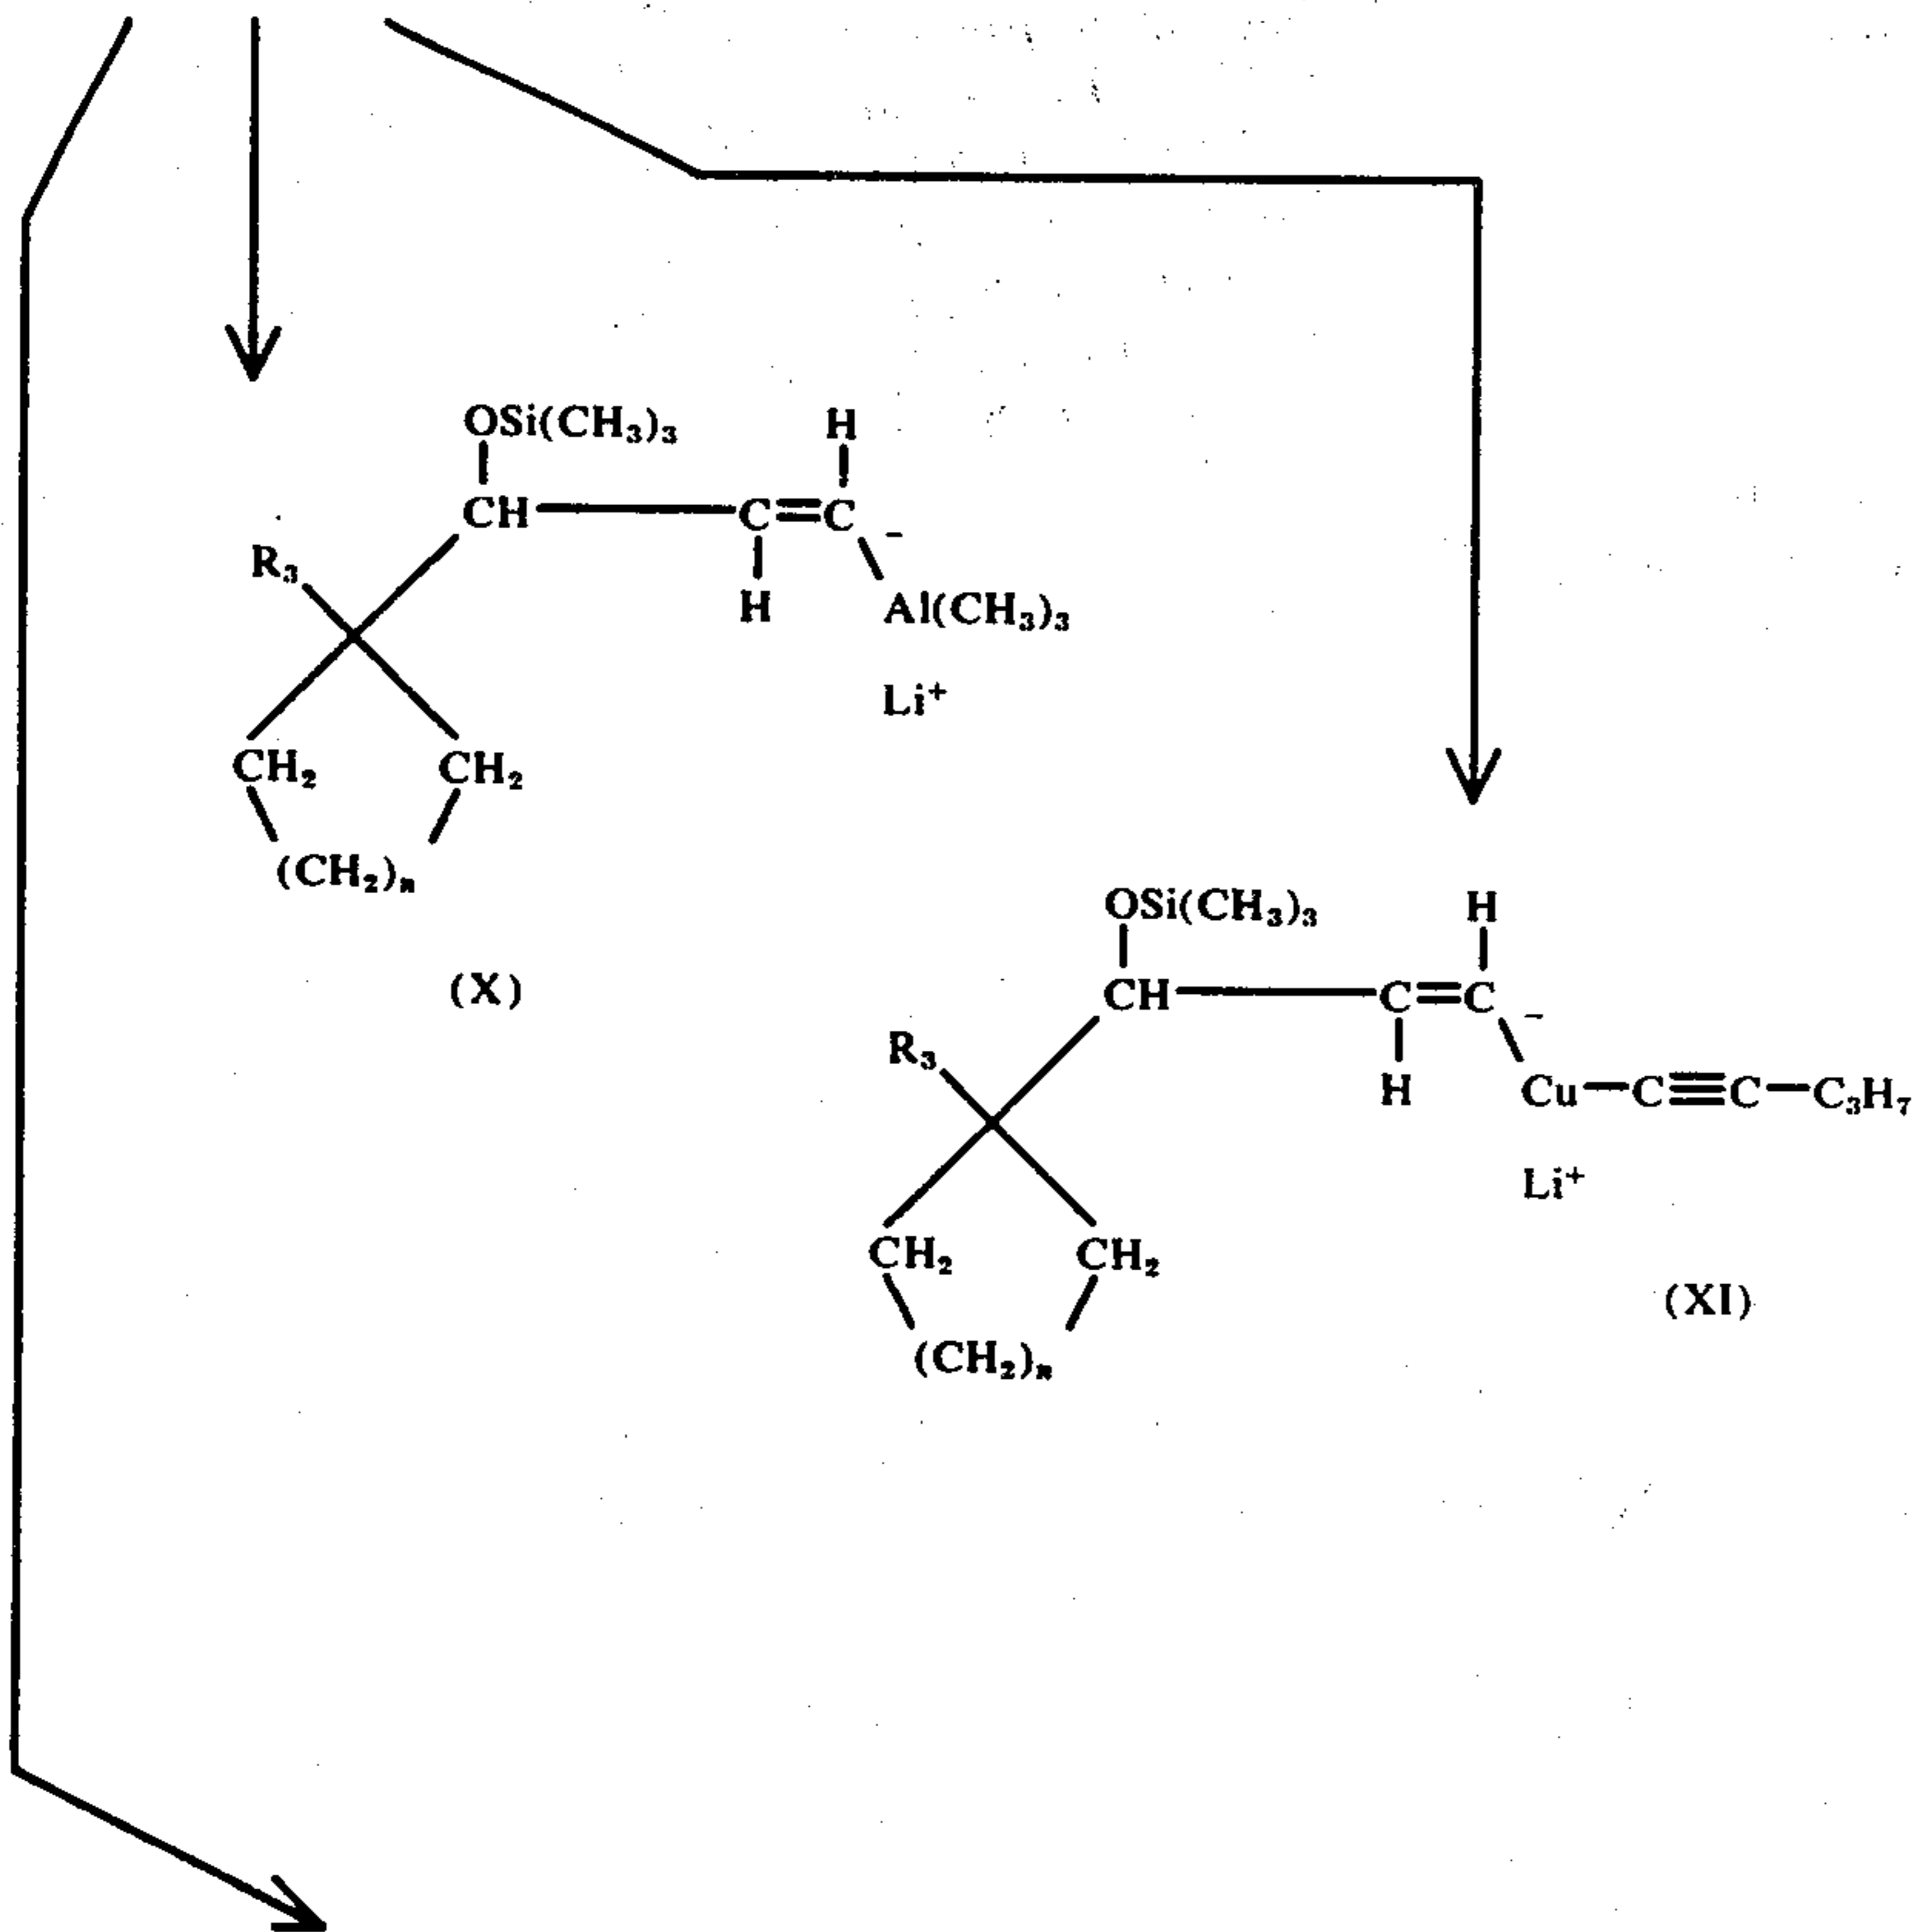 OSi(CH₃)₃ H
CH C=C
R₃ -
H Al(CH₃)₃
Li⁺
CH₂ CH₂
(CH₂)ₙ
(X)
OSi(CH₃)₃ H
CH C=C
R₃ -
H Cu—C≡C—C₃H₇
Li⁺
CH₂ CH₂
(XI)
(CH₂)ₙ